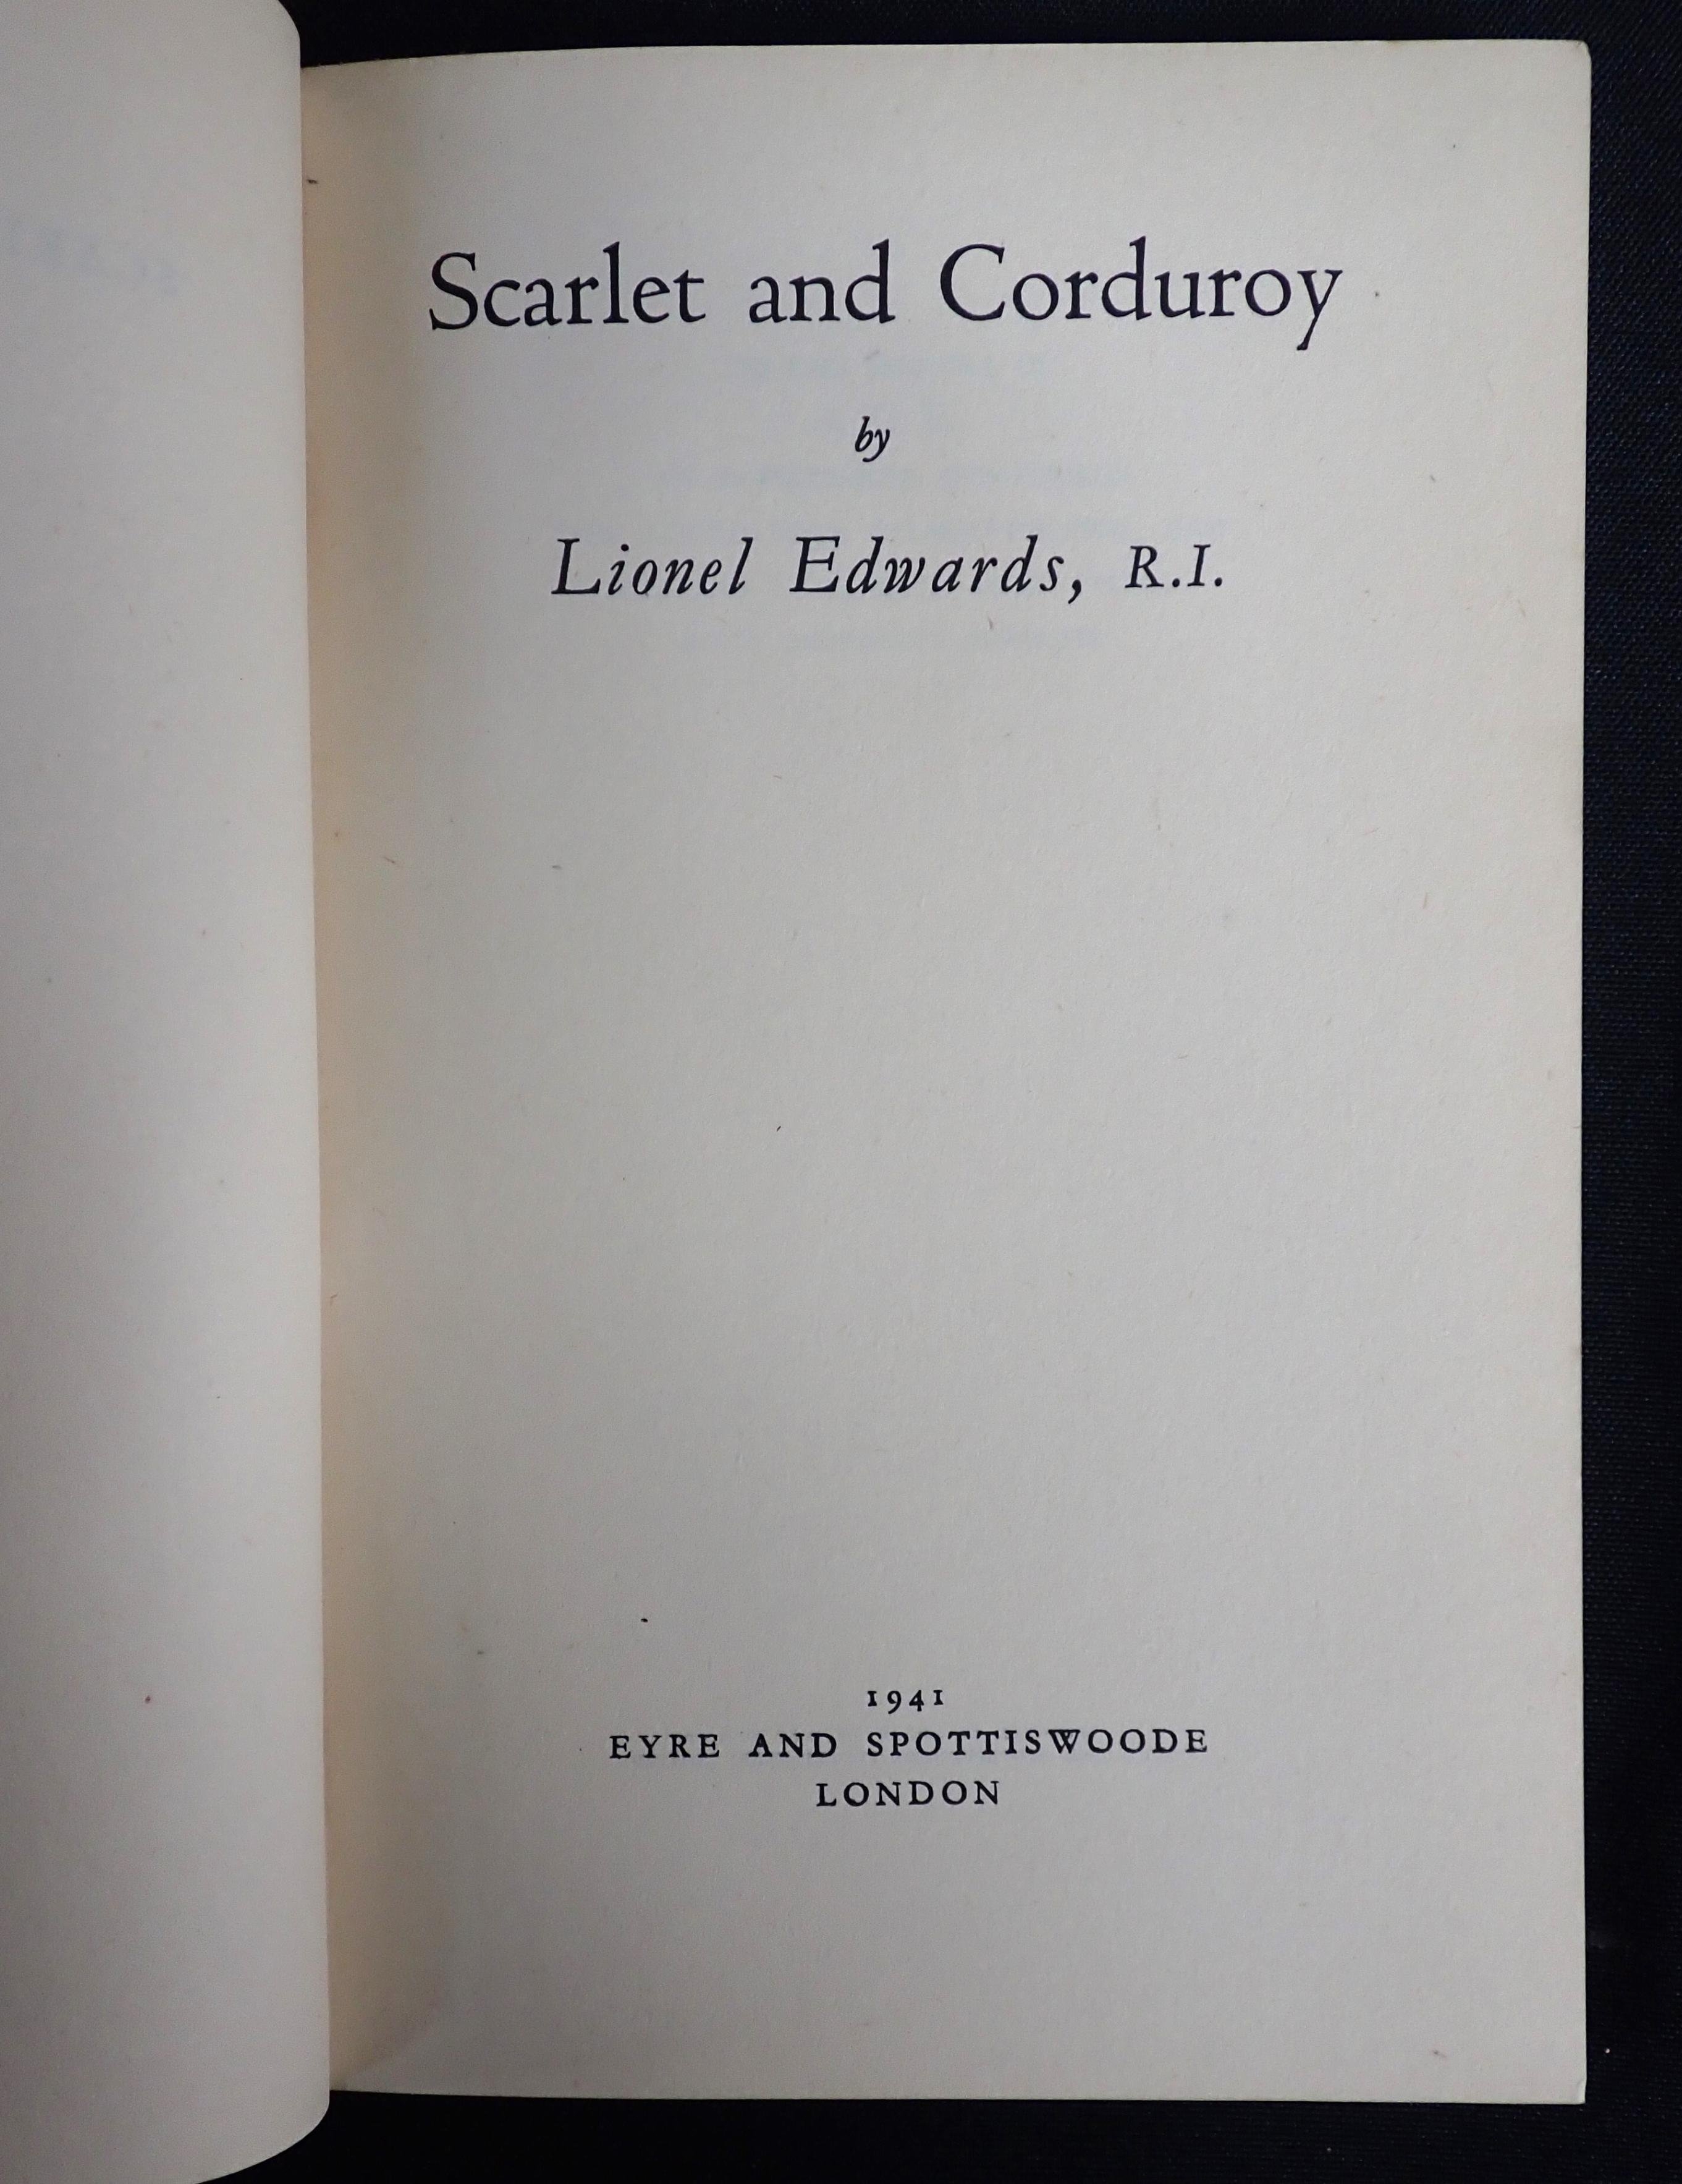 Scarlet and Corduroy
by
Lionel Edwards, R.I.
1941
EYRE AND SPOTTISWOODE
LONDON